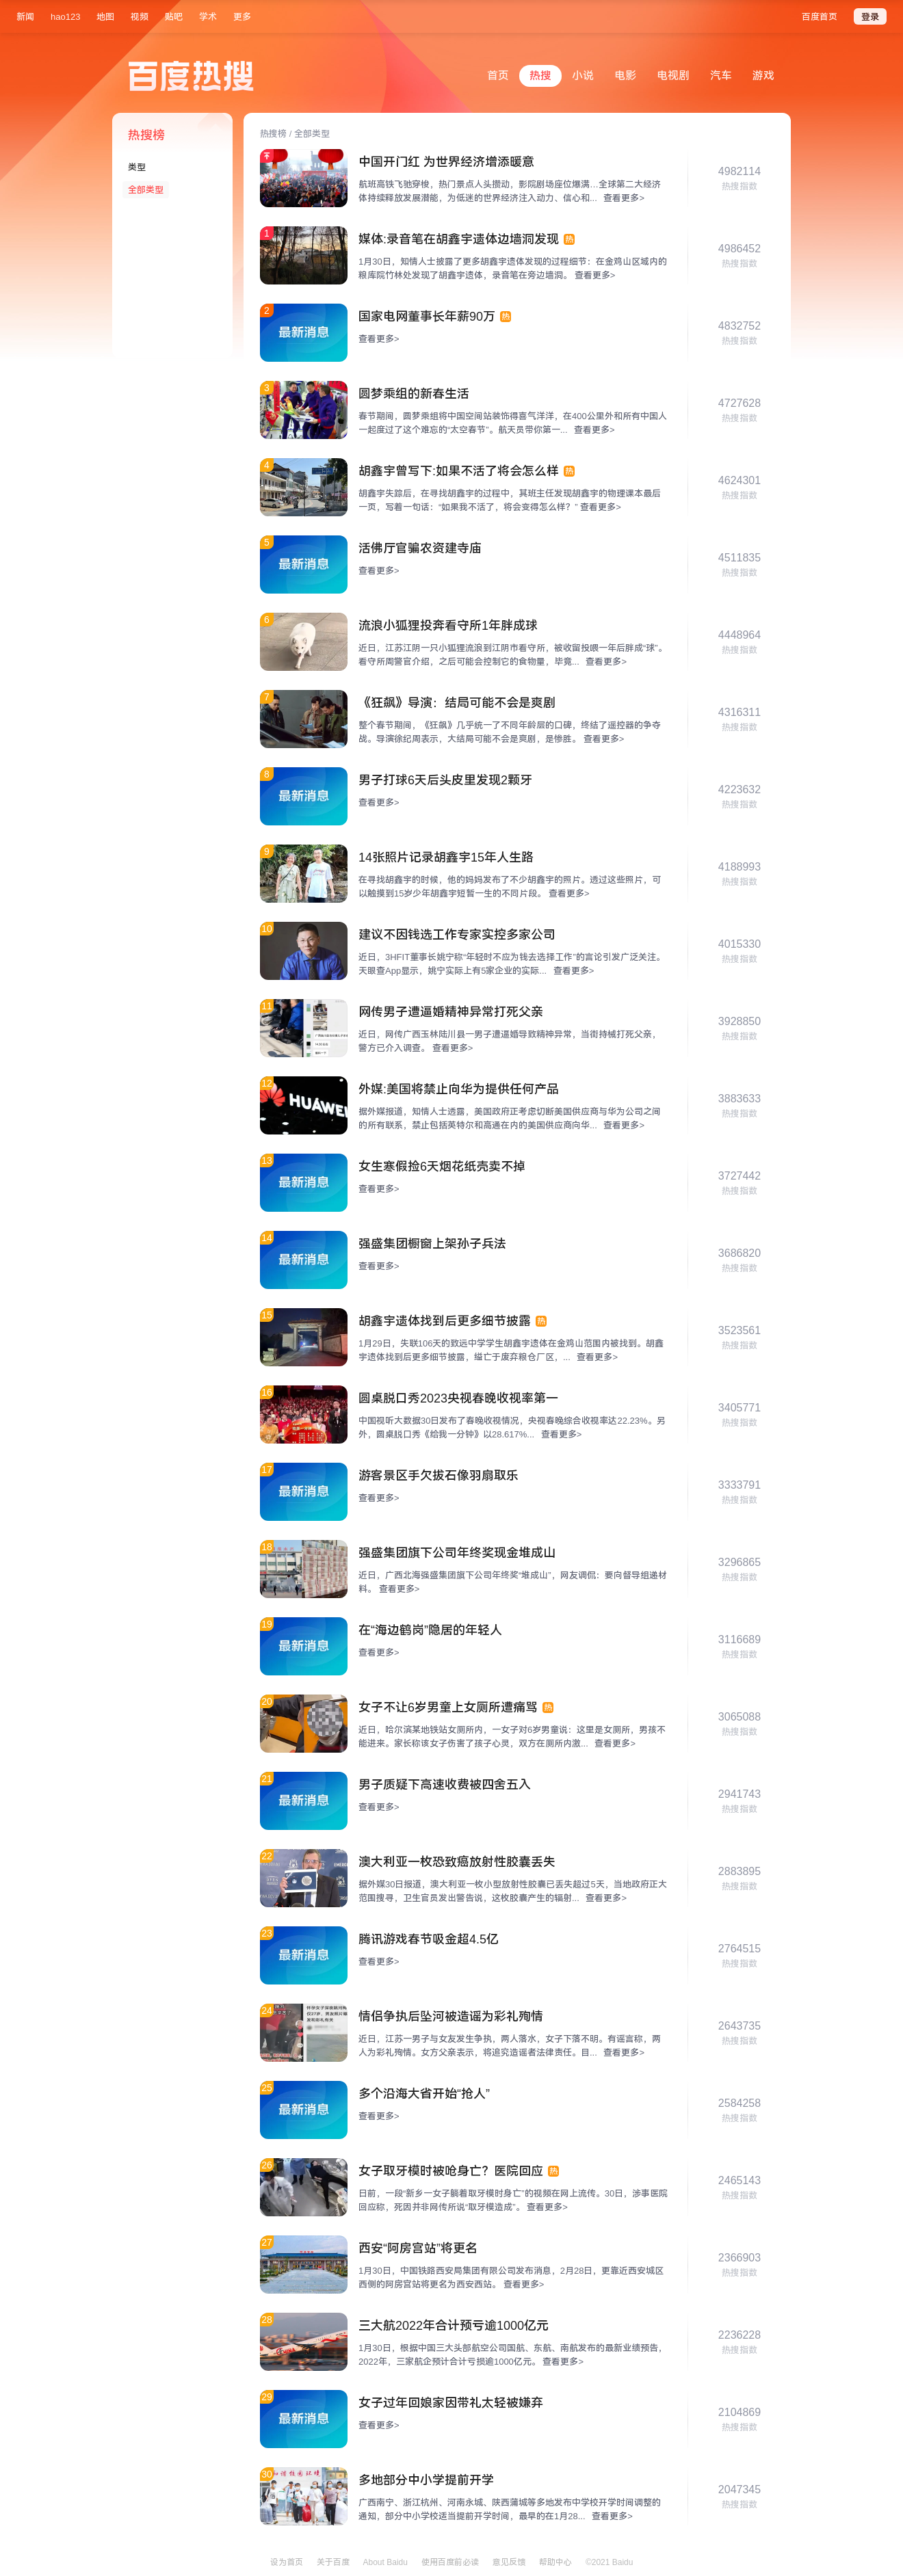 新闻 hao123 地图 视频 贴吧 学术 更多 百度首页 登录
百度热搜
首页 热搜 小说 电影 电视剧 汽车 游戏
热搜榜
类型
全部类型
热搜榜 / 全部类型
中国开门红 为世界经济增添暖意
航班高铁飞驰穿梭，热门景点人头攒动，影院剧场座位爆满…全球第二大经济
体持续释放发展潜能，为低迷的世界经济注入动力、信心和... 查看更多>
4982114
热搜指数
1
媒体:录音笔在胡鑫宇遗体边墙洞发现 热
1月30日，知情人士披露了更多胡鑫宇遗体发现的过程细节：在金鸡山区域内的
粮库院竹林处发现了胡鑫宇遗体，录音笔在旁边墙洞。 查看更多>
4986452
热搜指数
2
最新消息
国家电网董事长年薪90万 热
查看更多>
4832752
热搜指数
3
圆梦乘组的新春生活
春节期间，圆梦乘组将中国空间站装饰得喜气洋洋，在400公里外和所有中国人
一起度过了这个难忘的“太空春节”。航天员带你第一... 查看更多>
4727628
热搜指数
4
胡鑫宇曾写下:如果不活了将会怎么样 热
胡鑫宇失踪后，在寻找胡鑫宇的过程中，其班主任发现胡鑫宇的物理课本最后
一页，写着一句话：“如果我不活了，将会变得怎么样？” 查看更多>
4624301
热搜指数
5
最新消息
活佛厅官骗农资建寺庙
查看更多>
4511835
热搜指数
6
流浪小狐狸投奔看守所1年胖成球
近日，江苏江阴一只小狐狸流浪到江阴市看守所，被收留投喂一年后胖成“球”。
看守所周警官介绍，之后可能会控制它的食物量，毕竟... 查看更多>
4448964
热搜指数
7
《狂飙》导演：结局可能不会是爽剧
整个春节期间，《狂飙》几乎统一了不同年龄层的口碑，终结了遥控器的争夺
战。导演徐纪周表示，大结局可能不会是爽剧，是惨胜。 查看更多>
4316311
热搜指数
8
最新消息
男子打球6天后头皮里发现2颗牙
查看更多>
4223632
热搜指数
9
14张照片记录胡鑫宇15年人生路
在寻找胡鑫宇的时候，他的妈妈发布了不少胡鑫宇的照片。透过这些照片，可
以触摸到15岁少年胡鑫宇短暂一生的不同片段。 查看更多>
4188993
热搜指数
10
建议不因钱选工作专家实控多家公司
近日，3HFIT董事长姚宁称“年轻时不应为钱去选择工作”的言论引发广泛关注。
天眼查App显示，姚宁实际上有5家企业的实际... 查看更多>
4015330
热搜指数
11
网传男子遭逼婚精神异常打死父亲
近日，网传广西玉林陆川县一男子遭逼婚导致精神异常，当街持械打死父亲，
警方已介入调查。 查看更多>
3928850
热搜指数
12
HUAWEI
外媒:美国将禁止向华为提供任何产品
据外媒报道，知情人士透露，美国政府正考虑切断美国供应商与华为公司之间
的所有联系，禁止包括英特尔和高通在内的美国供应商向华... 查看更多>
3883633
热搜指数
13
最新消息
女生寒假捡6天烟花纸壳卖不掉
查看更多>
3727442
热搜指数
14
最新消息
强盛集团橱窗上架孙子兵法
查看更多>
3686820
热搜指数
15
胡鑫宇遗体找到后更多细节披露 热
1月29日，失联106天的致远中学学生胡鑫宇遗体在金鸡山范围内被找到。胡鑫
宇遗体找到后更多细节披露，缢亡于废弃粮仓厂区，... 查看更多>
3523561
热搜指数
16
圆桌脱口秀2023央视春晚收视率第一
中国视听大数据30日发布了春晚收视情况，央视春晚综合收视率达22.23%。另
外，圆桌脱口秀《给我一分钟》以28.617%... 查看更多>
3405771
热搜指数
17
最新消息
游客景区手欠拔石像羽扇取乐
查看更多>
3333791
热搜指数
18
强盛集团旗下公司年终奖现金堆成山
近日，广西北海强盛集团旗下公司年终奖“堆成山”，网友调侃：要向督导组递材
料。 查看更多>
3296865
热搜指数
19
最新消息
在“海边鹤岗”隐居的年轻人
查看更多>
3116689
热搜指数
20
女子不让6岁男童上女厕所遭痛骂 热
近日，哈尔滨某地铁站女厕所内，一女子对6岁男童说：这里是女厕所，男孩不
能进来。家长称该女子伤害了孩子心灵，双方在厕所内激... 查看更多>
3065088
热搜指数
21
最新消息
男子质疑下高速收费被四舍五入
查看更多>
2941743
热搜指数
22
澳大利亚一枚恐致癌放射性胶囊丢失
据外媒30日报道，澳大利亚一枚小型放射性胶囊已丢失超过5天，当地政府正大
范围搜寻，卫生官员发出警告说，这枚胶囊产生的辐射... 查看更多>
2883895
热搜指数
23
最新消息
腾讯游戏春节吸金超4.5亿
查看更多>
2764515
热搜指数
24
情侣争执后坠河被造谣为彩礼殉情
近日，江苏一男子与女友发生争执，两人落水，女子下落不明。有谣言称，两
人为彩礼殉情。女方父亲表示，将追究造谣者法律责任。目... 查看更多>
2643735
热搜指数
25
最新消息
多个沿海大省开始“抢人”
查看更多>
2584258
热搜指数
26
女子取牙模时被呛身亡？医院回应 热
日前，一段“新乡一女子躺着取牙模时身亡”的视频在网上流传。30日，涉事医院
回应称，死因并非网传所说“取牙模造成”。 查看更多>
2465143
热搜指数
27
西安“阿房宫站”将更名
1月30日，中国铁路西安局集团有限公司发布消息，2月28日，更靠近西安城区
西侧的阿房宫站将更名为西安西站。 查看更多>
2366903
热搜指数
28
三大航2022年合计预亏逾1000亿元
1月30日，根据中国三大头部航空公司国航、东航、南航发布的最新业绩预告，
2022年，三家航企预计合计亏损逾1000亿元。 查看更多>
2236228
热搜指数
29
最新消息
女子过年回娘家因带礼太轻被嫌弃
查看更多>
2104869
热搜指数
30
多地部分中小学提前开学
广西南宁、浙江杭州、河南永城、陕西蒲城等多地发布中学校开学时间调整的
通知，部分中小学校适当提前开学时间，最早的在1月28... 查看更多>
2047345
热搜指数
设为首页 关于百度 About Baidu 使用百度前必读 意见反馈 帮助中心 ©2021 Baidu